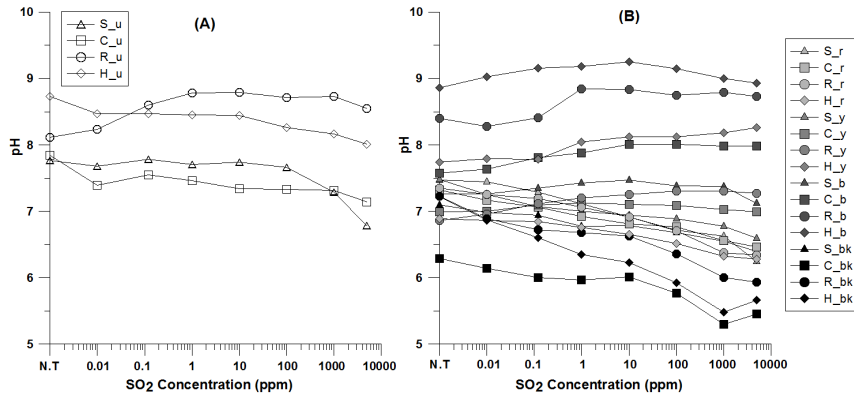 (A)
S_u
C_u
R_u
H_u
pH
10
9
8
7
6
5
N.T 0.01 0.1 1 10 100 1000 10000
SO2 Concentration (ppm)
(B)
pH
10
9
8
7
6
5
N.T 0.01 0.1 1 10 100 1000 10000
SO2 Concentration (ppm)
S_r
C_r
R_r
H_r
S_y
C_y
R_y
H_y
S_b
C_b
R_b
H_b
S_bk
C_bk
R_bk
H_bk